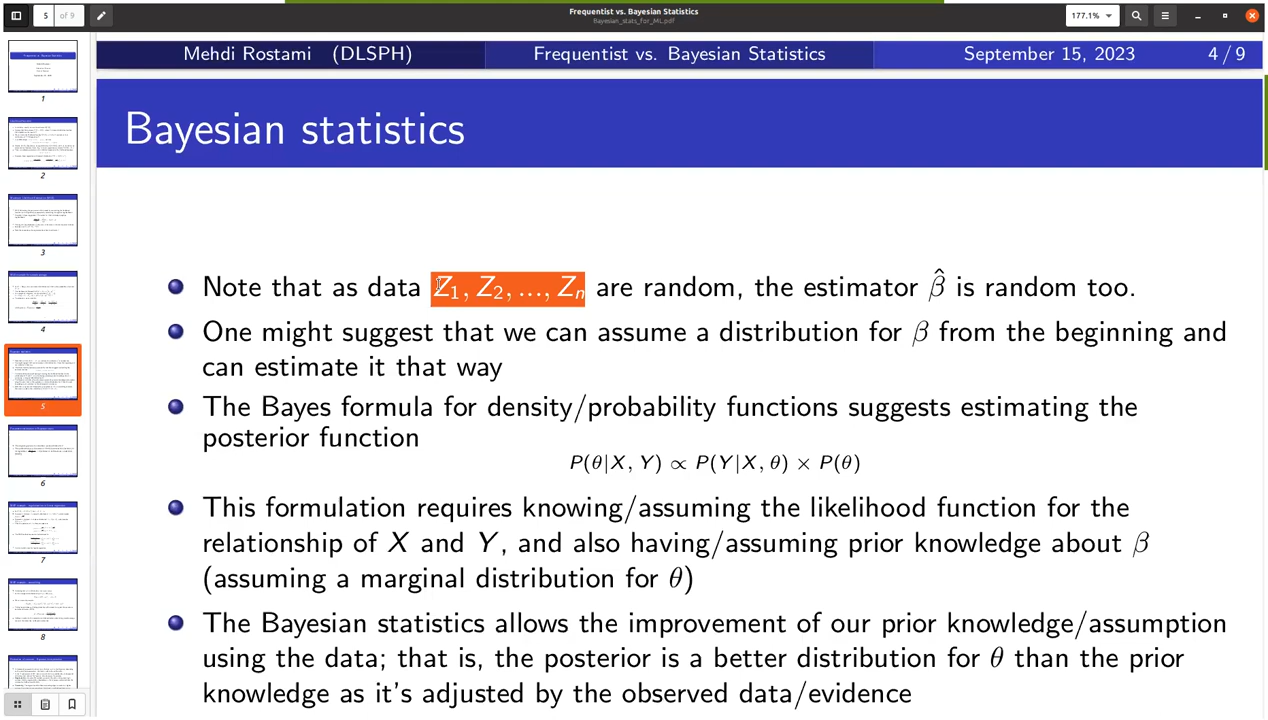 Frequentist vs. Bayesian Statistics
Bayesian_stats_for_ML.pdf
5 of 9
177.1%
Mehdi Rostami (DLSPH) Frequentist vs. Bayesian Statistics September 15, 2023 4 / 9
Bayesian statistics
Note that as data Z₁, Z₂, ..., Zₙ are random, the estimator β̂ is random too.
One might suggest that we can assume a distribution for β from the beginning and
can estimate it that way
The Bayes formula for density/probability functions suggests estimating the
posterior function
P(θ|X, Y) ∝ P(Y|X, θ) × P(θ)
This formulation requires knowing/assuming the likelihood function for the
relationship of X and Y, and also having/assuming prior knowledge about β
(assuming a marginal distribution for θ)
The Bayesian statistics allows the improvement of our prior knowledge/assumption
using the data; that is, the posterior is a better distribution for θ than the prior
knowledge as it's adjusted by the observed data/evidence
1
2
3
4
5
6
7
8